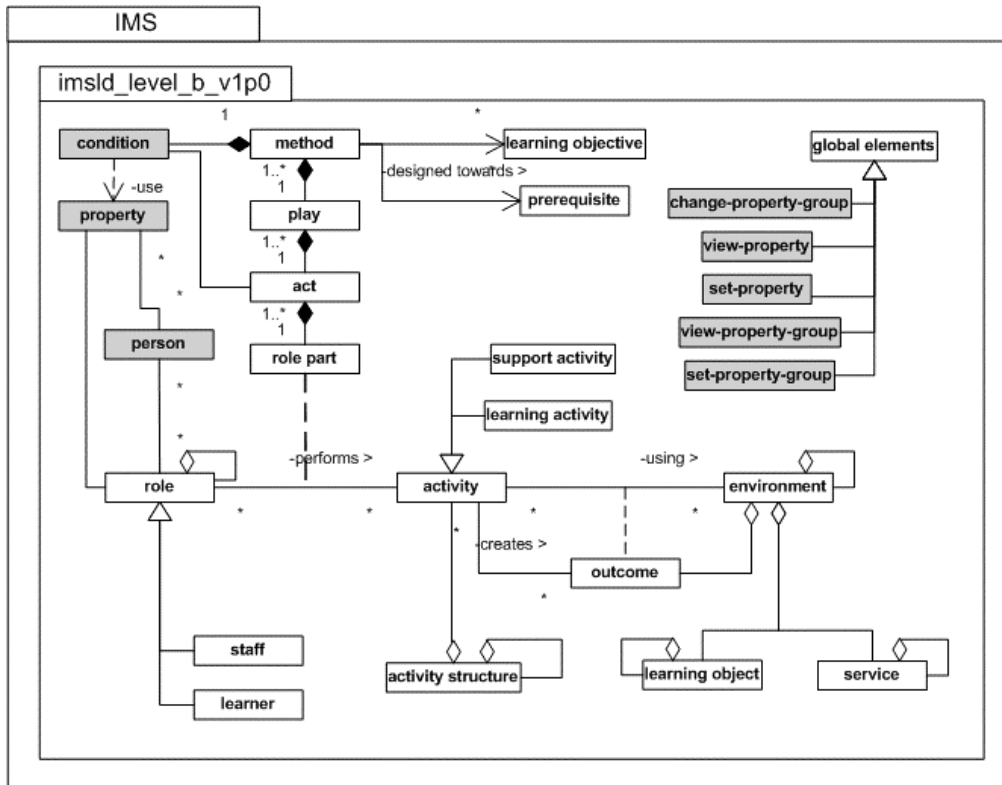 IMS
imsld_level_b_v1p0
1
*
condition
method
learning objective
global elements
1..*
1
-designed towards >
*
-use
property
play
prerequisite
change-property-group
1..*
1
view-property
*
act
set-property
*
1..*
1
person
role part
support activity
view-property-group
set-property-group
*
learning activity
*
-performs >
-using >
role
activity
environment
*
*
*
*
*
-creates >
outcome
*
staff
activity structure
learning object
service
learner